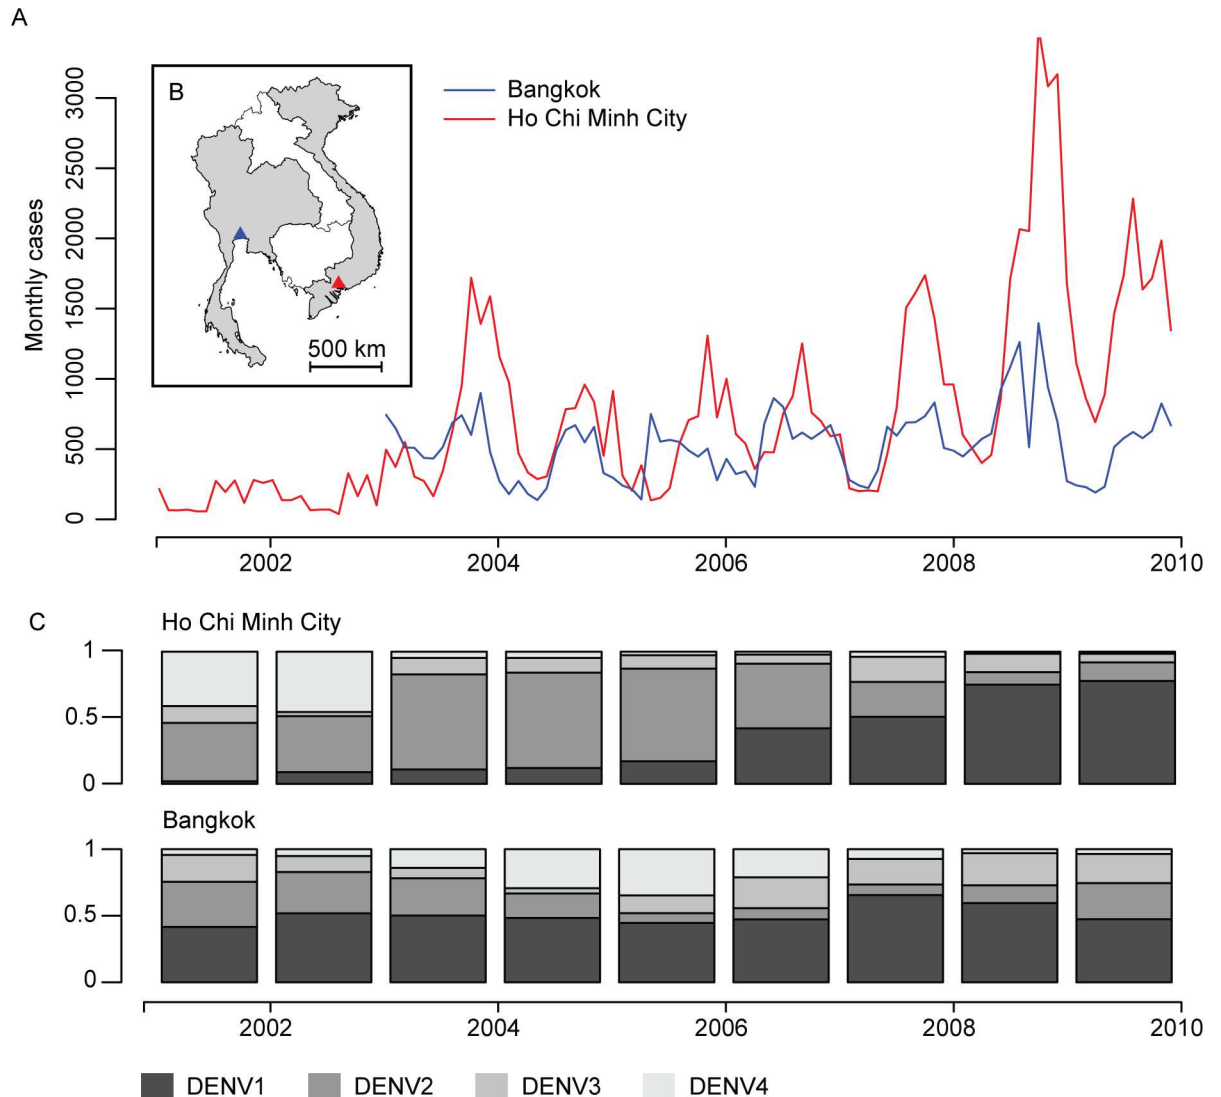 A
B
500 km
Bangkok
Ho Chi Minh City
Monthly cases
3000
2500
2000
1500
1000
500
0
2002 2004 2006 2008 2010
C
Ho Chi Minh City
1
0.5
0
Bangkok
1
0.5
0
2002 2004 2006 2008 2010
DENV1 DENV2 DENV3 DENV4